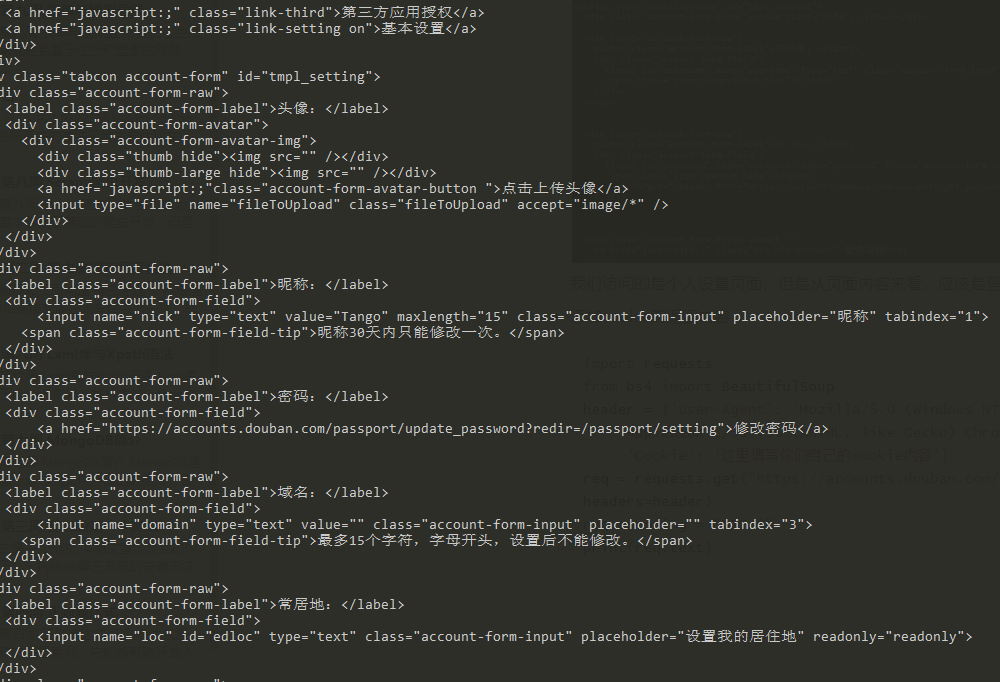 <a href="javascript:;" class="link-third">第三方应用授权</a>
<a href="javascript:;" class="link-setting on">基本设置</a>
/div>
iv>
v class="tabcon account-form" id="tmpl_setting">
div class="account-form-raw">
<label class="account-form-label">头像：</label>
<div class="account-form-avatar">
<div class="account-form-avatar-img">
<div class="thumb hide"><img src="" /></div>
<div class="thumb-large hide"><img src="" /></div>
<a href="javascript:;"class="account-form-avatar-button ">点击上传头像</a>
<input type="file" name="fileToUpload" class="fileToUpload" accept="image/*" />
</div>
</div>
/div>
div class="account-form-raw">
<label class="account-form-label">昵称：</label>
<div class="account-form-field">
<input name="nick" type="text" value="Tango" maxlength="15" class="account-form-input" placeholder="昵称" tabindex="1">
<span class="account-form-field-tip">昵称30天内只能修改一次。</span>
</div>
/div>
div class="account-form-raw">
<label class="account-form-label">密码：</label>
<div class="account-form-field">
<a href="https://accounts.douban.com/passport/update_password?redir=/passport/setting">修改密码</a>
</div>
/div>
div class="account-form-raw">
<label class="account-form-label">域名：</label>
<div class="account-form-field">
<input name="domain" type="text" value="" class="account-form-input" placeholder="" tabindex="3">
<span class="account-form-field-tip">最多15个字符，字母开头，设置后不能修改。</span>
</div>
/div>
div class="account-form-raw">
<label class="account-form-label">常居地：</label>
<div class="account-form-field">
<input name="loc" id="edloc" type="text" class="account-form-input" placeholder="设置我的居住地" readonly="readonly">
</div>
/div>
import requests
from bs4 import BeautifulSoup